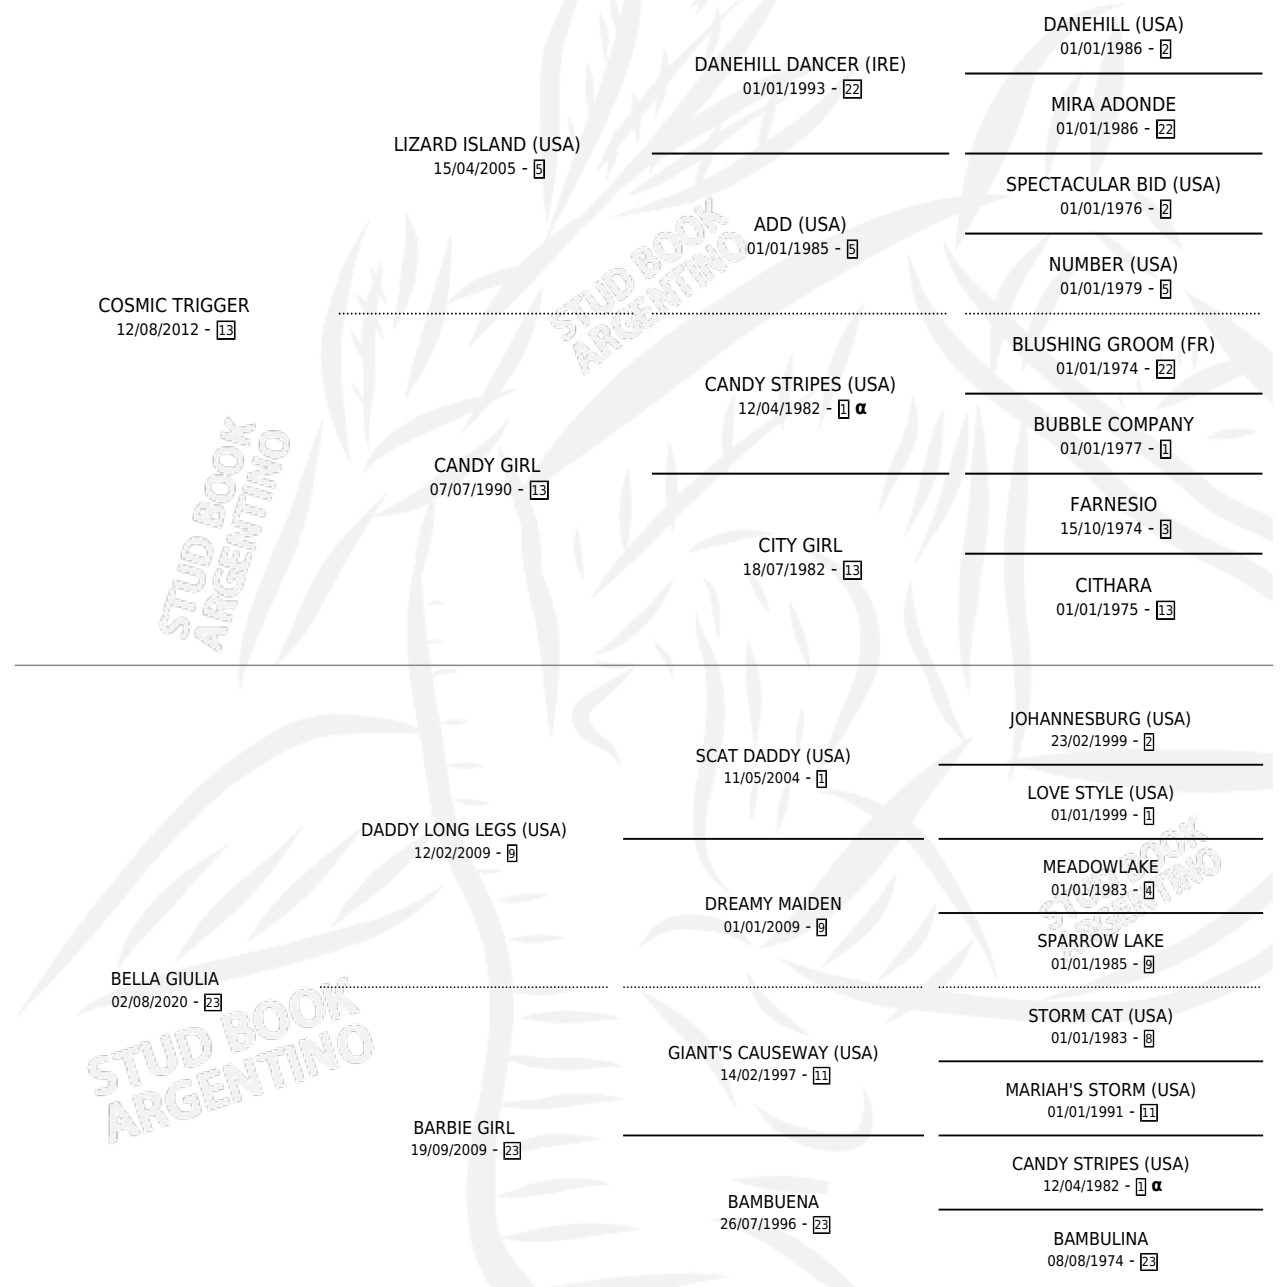 DANEHILL (USA)
01/01/1986 - 2
DANEHILL DANCER (IRE)
01/01/1993 - 22
MIRA ADONDE
01/01/1986 - 22
LIZARD ISLAND (USA)
15/04/2005 - 5
SPECTACULAR BID (USA)
01/01/1976 - 2
ADD (USA)
01/01/1985 - 5
NUMBER (USA)
01/01/1979 - 5
COSMIC TRIGGER
12/08/2012 - 13
BLUSHING GROOM (FR)
01/01/1974 - 22
CANDY STRIPES (USA)
12/04/1982 - 1 α
BUBBLE COMPANY
01/01/1977 - 1
CANDY GIRL
07/07/1990 - 13
FARNESIO
15/10/1974 - 3
CITY GIRL
18/07/1982 - 13
CITHARA
01/01/1975 - 13
STUD BOOK
ARGENTINO
STUD BOOK
ARGENTINO
JOHANNESBURG (USA)
23/02/1999 - 2
SCAT DADDY (USA)
11/05/2004 - 1
LOVE STYLE (USA)
01/01/1999 - 1
DADDY LONG LEGS (USA)
12/02/2009 - 9
MEADOWLAKE
01/01/1983 - 4
DREAMY MAIDEN
01/01/2009 - 9
SPARROW LAKE
01/01/1985 - 9
BELLA GIULIA
02/08/2020 - 23
STORM CAT (USA)
01/01/1983 - 8
GIANT'S CAUSEWAY (USA)
14/02/1997 - 11
MARIAH'S STORM (USA)
01/01/1991 - 11
BARBIE GIRL
19/09/2009 - 23
CANDY STRIPES (USA)
12/04/1982 - 1 α
BAMBUENA
26/07/1996 - 23
BAMBULINA
08/08/1974 - 23
STUD BOOK
ARGENTINO
STUD BOOK
ARGENTINO